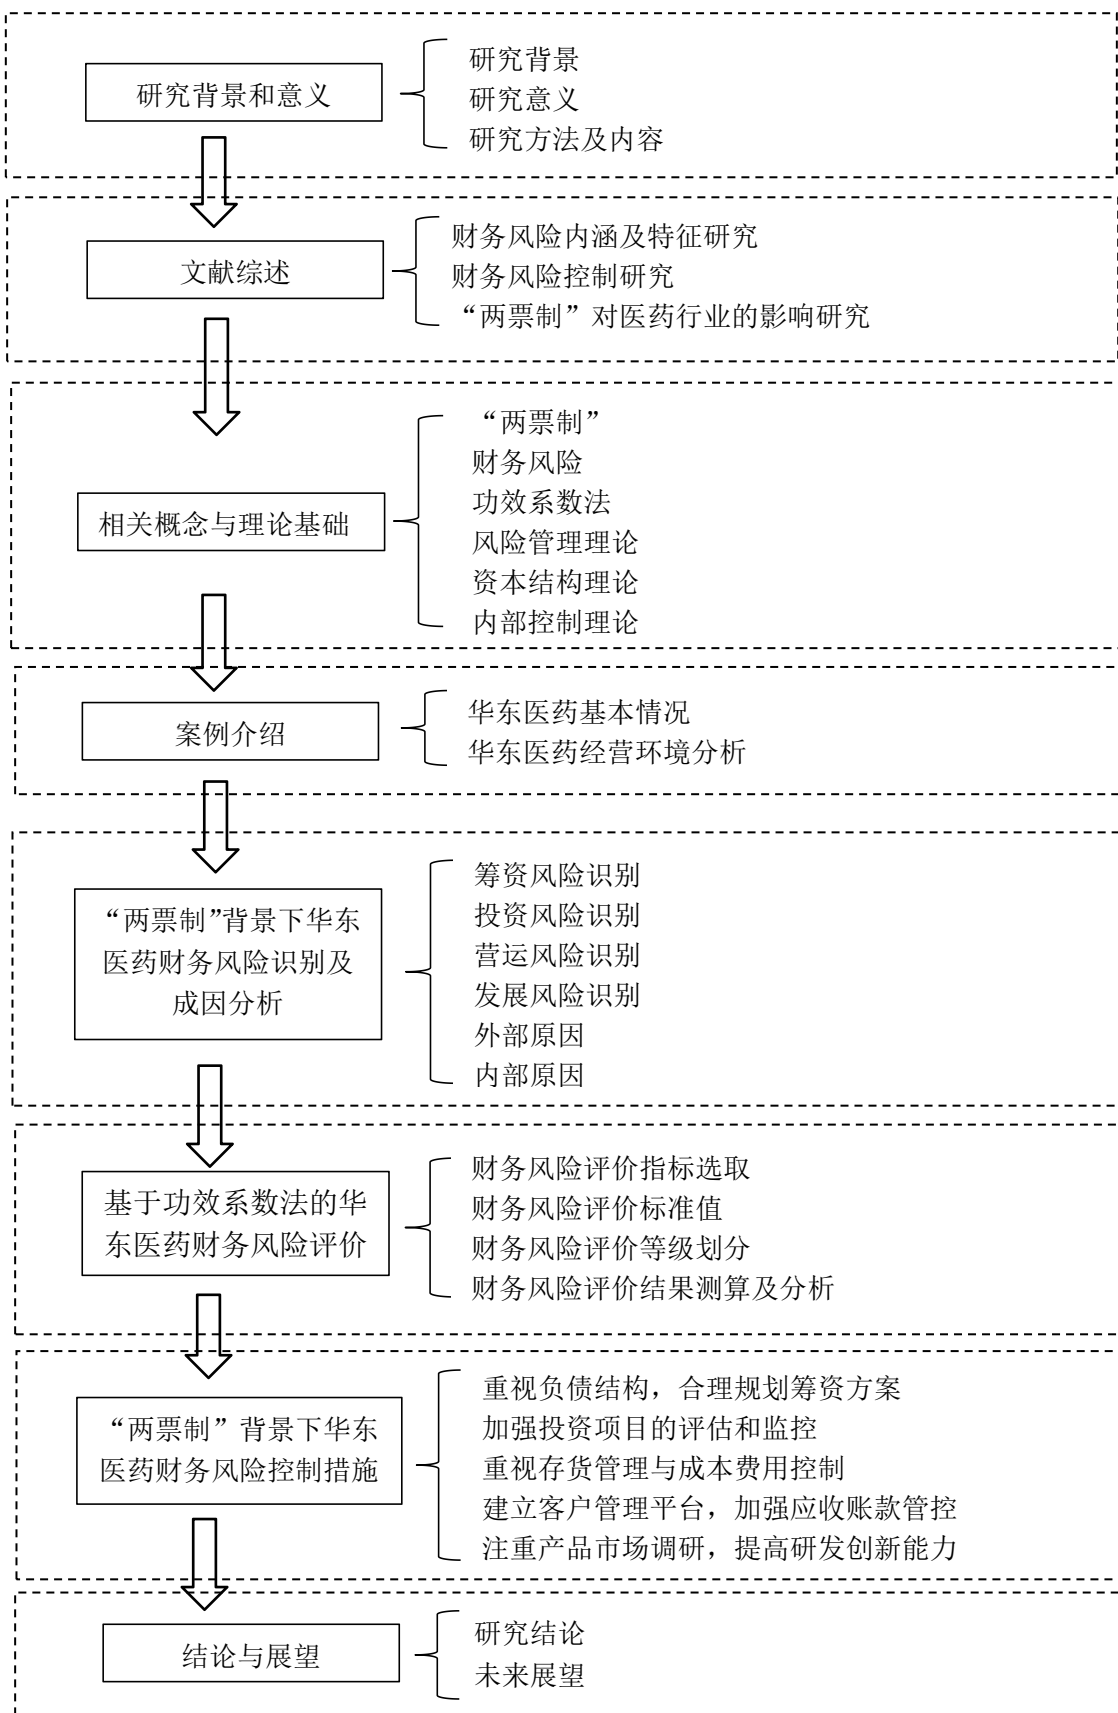 研究背景和意义
研究背景
研究意义
研究方法及内容
文献综述
财务风险内涵及特征研究
财务风险控制研究
“两票制”对医药行业的影响研究
相关概念与理论基础
“两票制”
财务风险
功效系数法
风险管理理论
资本结构理论
内部控制理论
案例介绍
华东医药基本情况
华东医药经营环境分析
“两票制”背景下华东
医药财务风险识别及
成因分析
筹资风险识别
投资风险识别
营运风险识别
发展风险识别
外部原因
内部原因
基于功效系数法的华
东医药财务风险评价
财务风险评价指标选取
财务风险评价标准值
财务风险评价等级划分
财务风险评价结果测算及分析
“两票制”背景下华东
医药财务风险控制措施
重视负债结构，合理规划筹资方案
加强投资项目的评估和监控
重视存货管理与成本费用控制
建立客户管理平台，加强应收账款管控
注重产品市场调研，提高研发创新能力
结论与展望
研究结论
未来展望